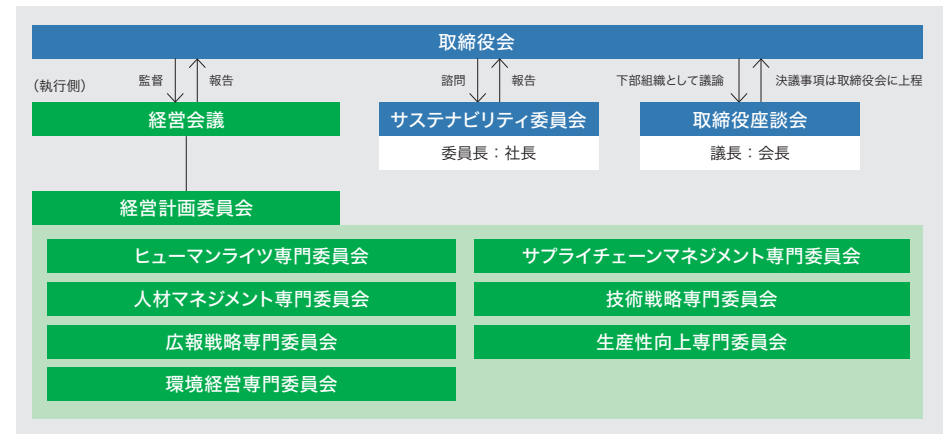 取締役会
(執行側)
監督
報告
諮問
報告
下部組織として議論
決議事項は取締役会に上程
経営会議
サステナビリティ委員会
委員長：社長
取締役座談会
議長：会長
経営計画委員会
ヒューマンライツ専門委員会
サプライチェーンマネジメント専門委員会
人材マネジメント専門委員会
技術戦略専門委員会
広報戦略専門委員会
生産性向上専門委員会
環境経営専門委員会